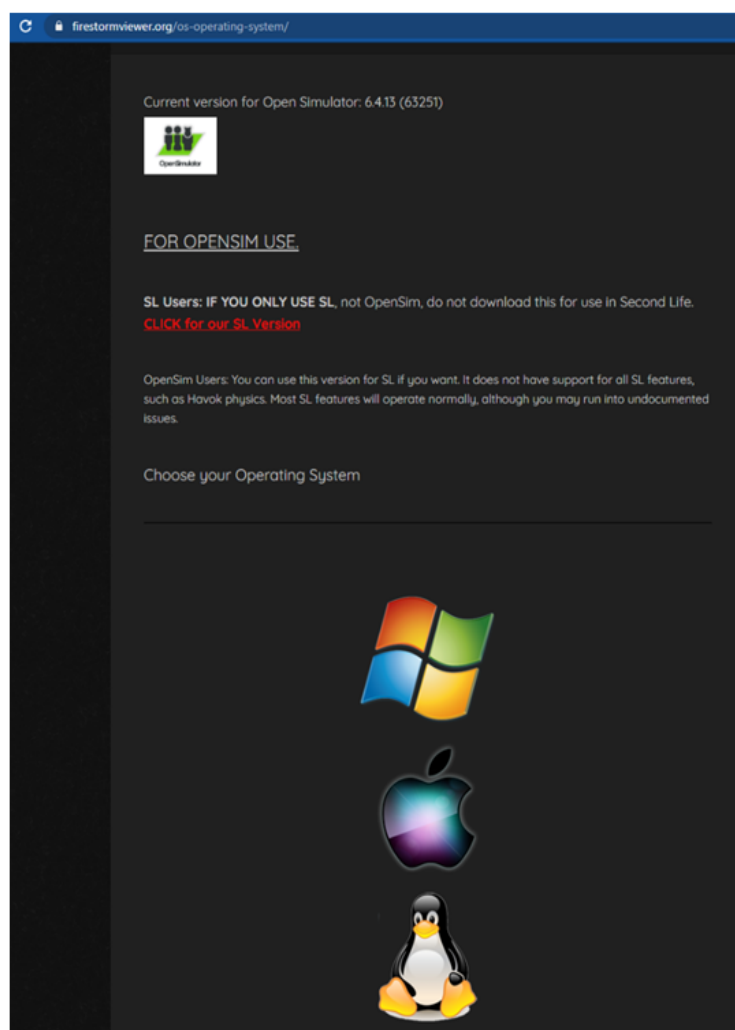 firestormviewer.org/os-operating-system/
Current version for Open Simulator: 6.4.13 (63251)
OpenSimulator
FOR OPENSIM USE.
SL Users: IF YOU ONLY USE SL, not OpenSim, do not download this for use in Second Life.
CLICK for our SL Version
OpenSim Users: You can use this version for SL if you want. It does not have support for all SL features,
such as Havok physics. Most SL features will operate normally, although you may run into undocumented
issues.
Choose your Operating System